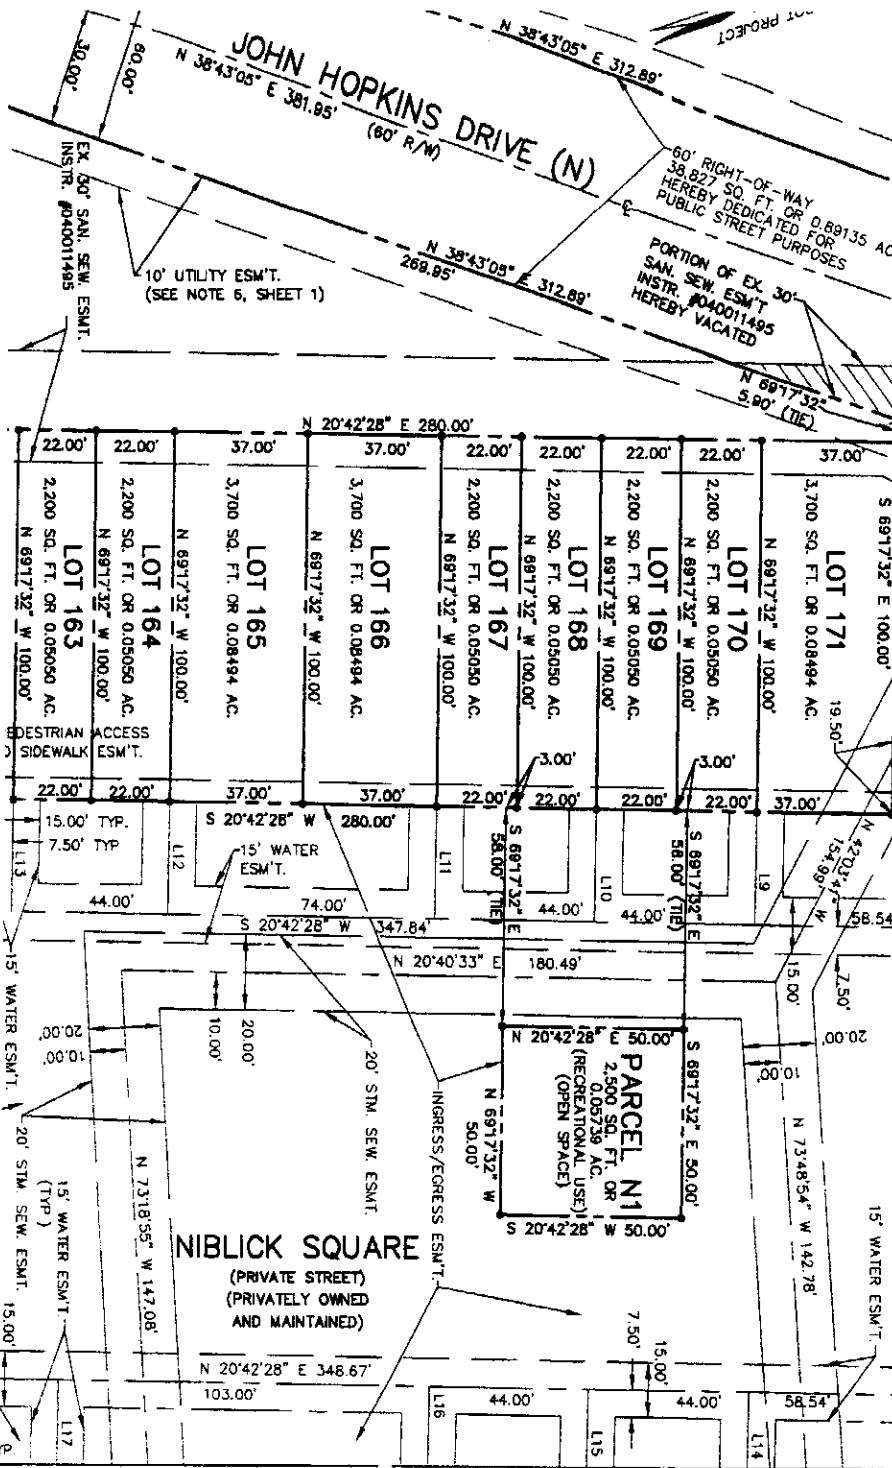 OT PROJECT
N 38°43'05" E 312.89'
JOHN HOPKINS DRIVE (N)
N 38°43'05" E 381.95'
(60' R/W)
60.00'
30.00'
60' RIGHT-OF-WAY
38,827 SQ. FT. OR 0.89135 AC
HEREBY DEDICATED FOR
PUBLIC STREET PURPOSES
EX. 30' SAN. SEW. ESMT.
INSTR. #040011495
10' UTILITY ESM'T.
(SEE NOTE 6, SHEET 1)
N 38°43'05" E 312.89'
269.95'
PORTION OF EX. 30'
SAN. SEW. ESM'T
INSTR. #040011495
HEREBY VACATED
N 69°17'32"
5.90' (TIE)
N 20°42'28" E 280.00'
22.00'
22.00'
37.00'
37.00'
22.00'
22.00'
22.00'
22.00'
37.00'
LOT 163
2,200 SQ. FT. OR 0.05050 AC.
N 69°17'32" W 100.00'
LOT 164
2,200 SQ. FT. OR 0.05050 AC.
N 69°17'32" W 100.00'
LOT 165
3,700 SQ. FT. OR 0.08494 AC.
N 69°17'32" W 100.00'
LOT 166
3,700 SQ. FT. OR 0.08494 AC.
N 69°17'32" W 100.00'
LOT 167
2,200 SQ. FT. OR 0.05050 AC.
N 69°17'32" W 100.00'
LOT 168
2,200 SQ. FT. OR 0.05050 AC.
N 69°17'32" W 100.00'
LOT 169
2,200 SQ. FT. OR 0.05050 AC.
N 69°17'32" W 100.00'
LOT 170
2,200 SQ. FT. OR 0.05050 AC.
N 69°17'32" W 100.00'
LOT 171
3,700 SQ. FT. OR 0.08494 AC.
N 69°17'32" W 100.00'
S 69°17'32" E 100.00'
19.50'
EDESTRIAN ACCESS
SIDEWALK ESM'T.
3.00'
3.00'
22.00'
22.00'
37.00'
37.00'
22.00'
22.00'
22.00'
22.00'
37.00'
S 20°42'28" W 280.00'
15.00' TYP.
7.50' TYP
L13
L12
L11
L10
L9
15' WATER
ESM'T.
S 69°17'32" E
58.00' (TIE)
S 69°17'32" E
58.00' (TIE)
N 42°03'41" W
154.99'
44.00'
74.00'
44.00'
44.00'
58.54
S 20°42'28" W 347.84'
N 20°40'33" E 180.49'
15.00'
7.50'
15' WATER ESM'T.
20.00'
10.00'
10.00'
20.00'
20.00'
10.00'
20' STM. SEW. ESMT.
INGRESS/EGRESS ESM'T.
N 20°42'28" E 50.00'
PARCEL N1
2,500 SQ. FT. OR
0.05739 AC.
(RECREATIONAL USE)
(OPEN SPACE)
N 69°17'32" W
50.00'
S 69°17'32" E 50.00'
S 20°42'28" W 50.00'
N 73°48'54" W 142.78'
15' WATER ESM'T.
20' STM. SEW. ESMT.
15' WATER ESM'T.
(TYP.)
N 73°18'55" W 147.08'
NIBLICK SQUARE
(PRIVATE STREET)
(PRIVATELY OWNED
AND MAINTAINED)
15.00'
7.50'
15.00'
N 20°42'28" E 348.67'
103.00'
44.00'
44.00'
58.54'
L17
L16
L15
L14
YP.